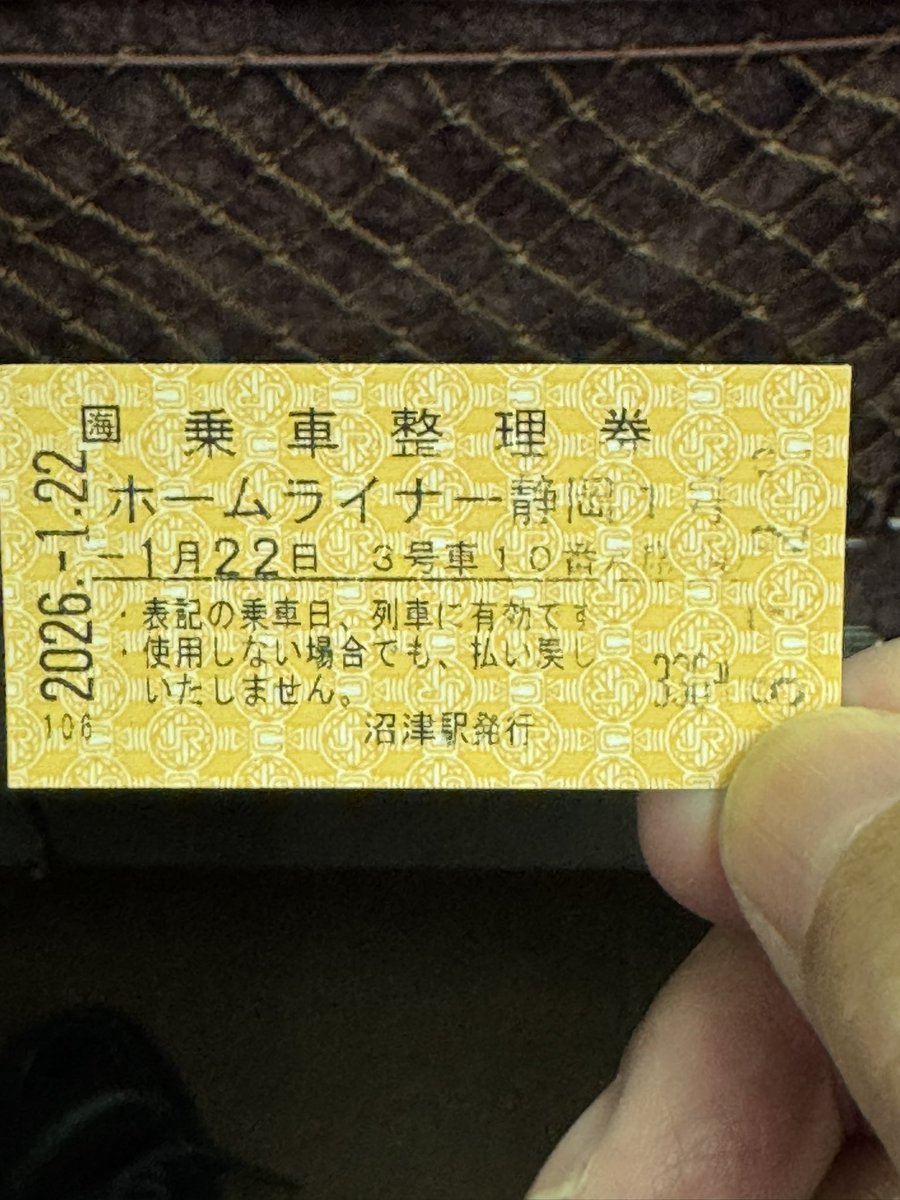 海 乗車整理券
ホームライナー静岡1号
-1月22日 3号車10番
・表記の乗車日、列車に有効です
・使用しない場合でも、払い戻し
いたしません。
沼津駅発行
2026.-1.22
106